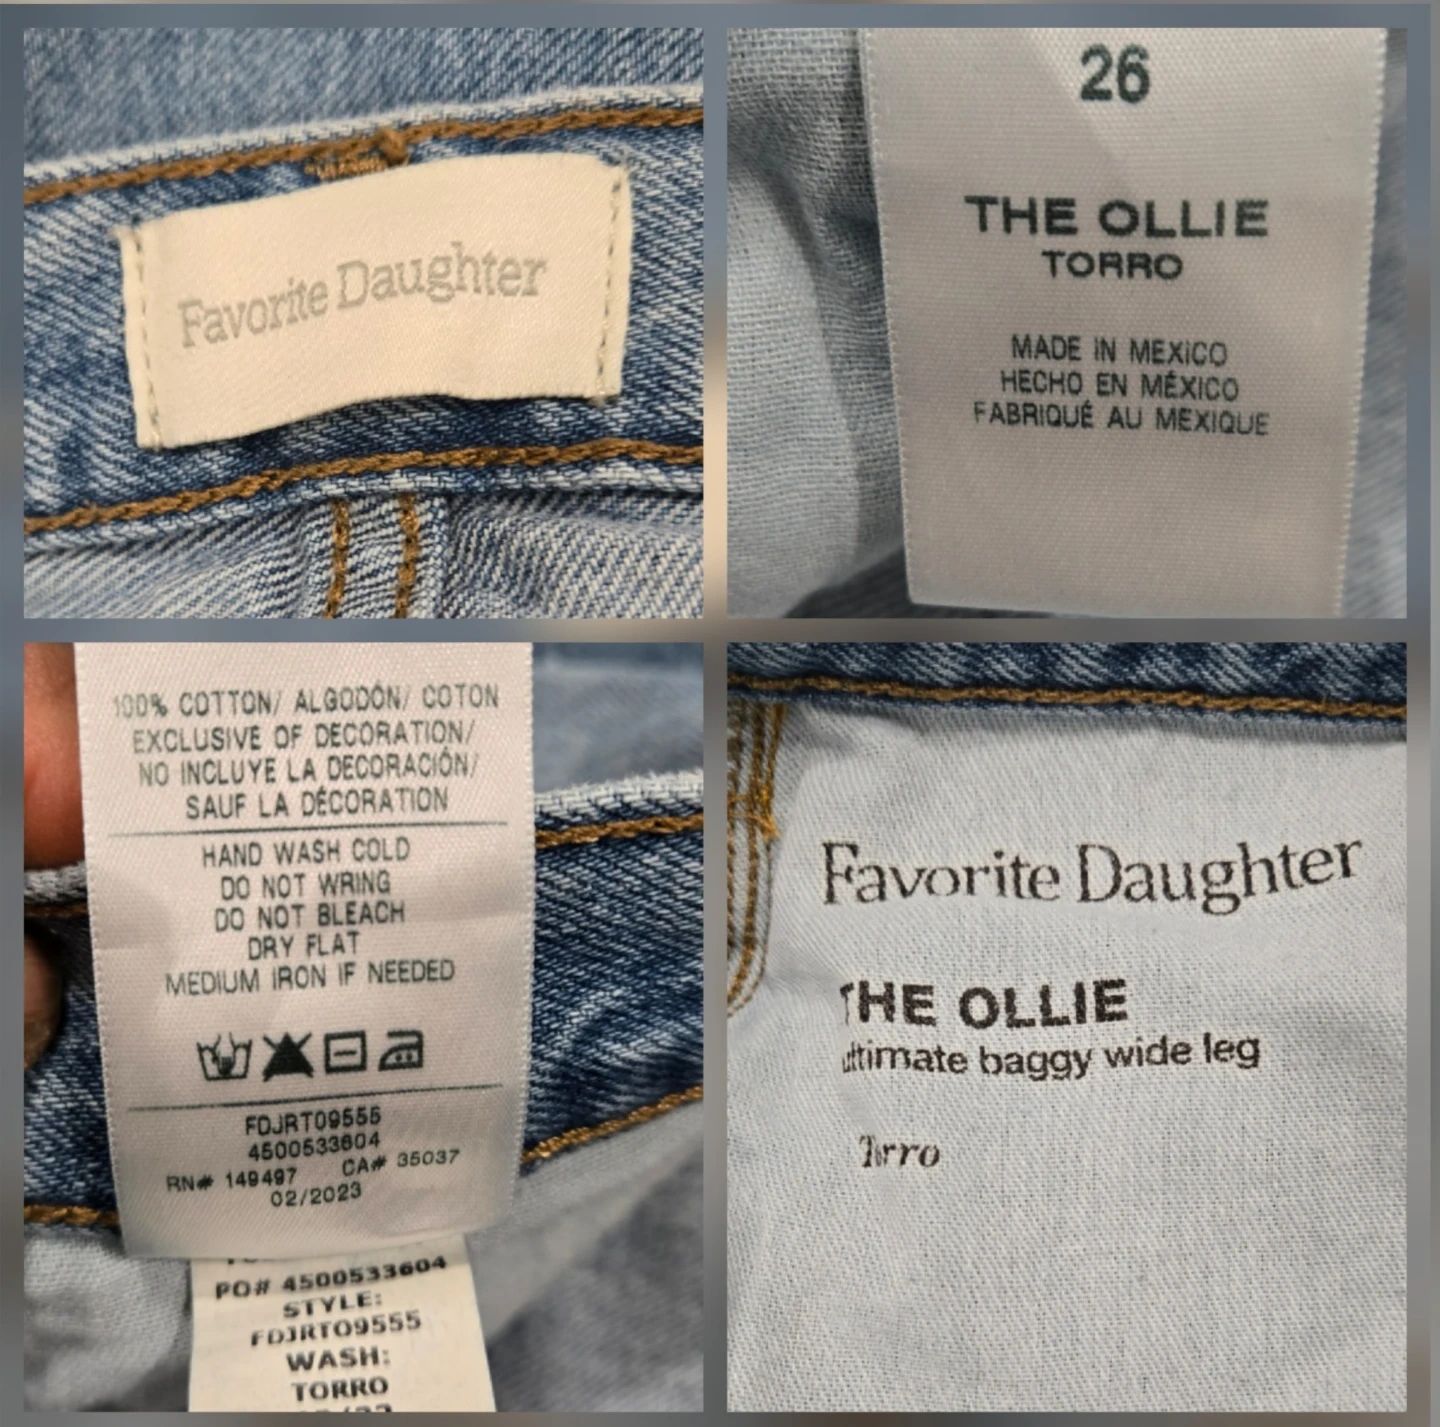 Favorite Daughter
26
THE OLLIE
TORRO
MADE IN MEXICO
HECHO EN MÉXICO
FABRIQUÉ AU MEXIQUE
100% COTTON/ ALGODÓN/ COTON
EXCLUSIVE OF DECORATION/
NO INCLUYE LA DECORACIÓN/
SAUF LA DÉCORATION
HAND WASH COLD
DO NOT WRING
DO NOT BLEACH
DRY FLAT
MEDIUM IRON IF NEEDED
FDJRT09555
4500533604
RN# 149497 CA# 35037
02/2023
PO# 4500533604
STYLE:
FDJRT09555
WASH:
TORRO
Favorite Daughter
THE OLLIE
ultimate baggy wide leg
Torro